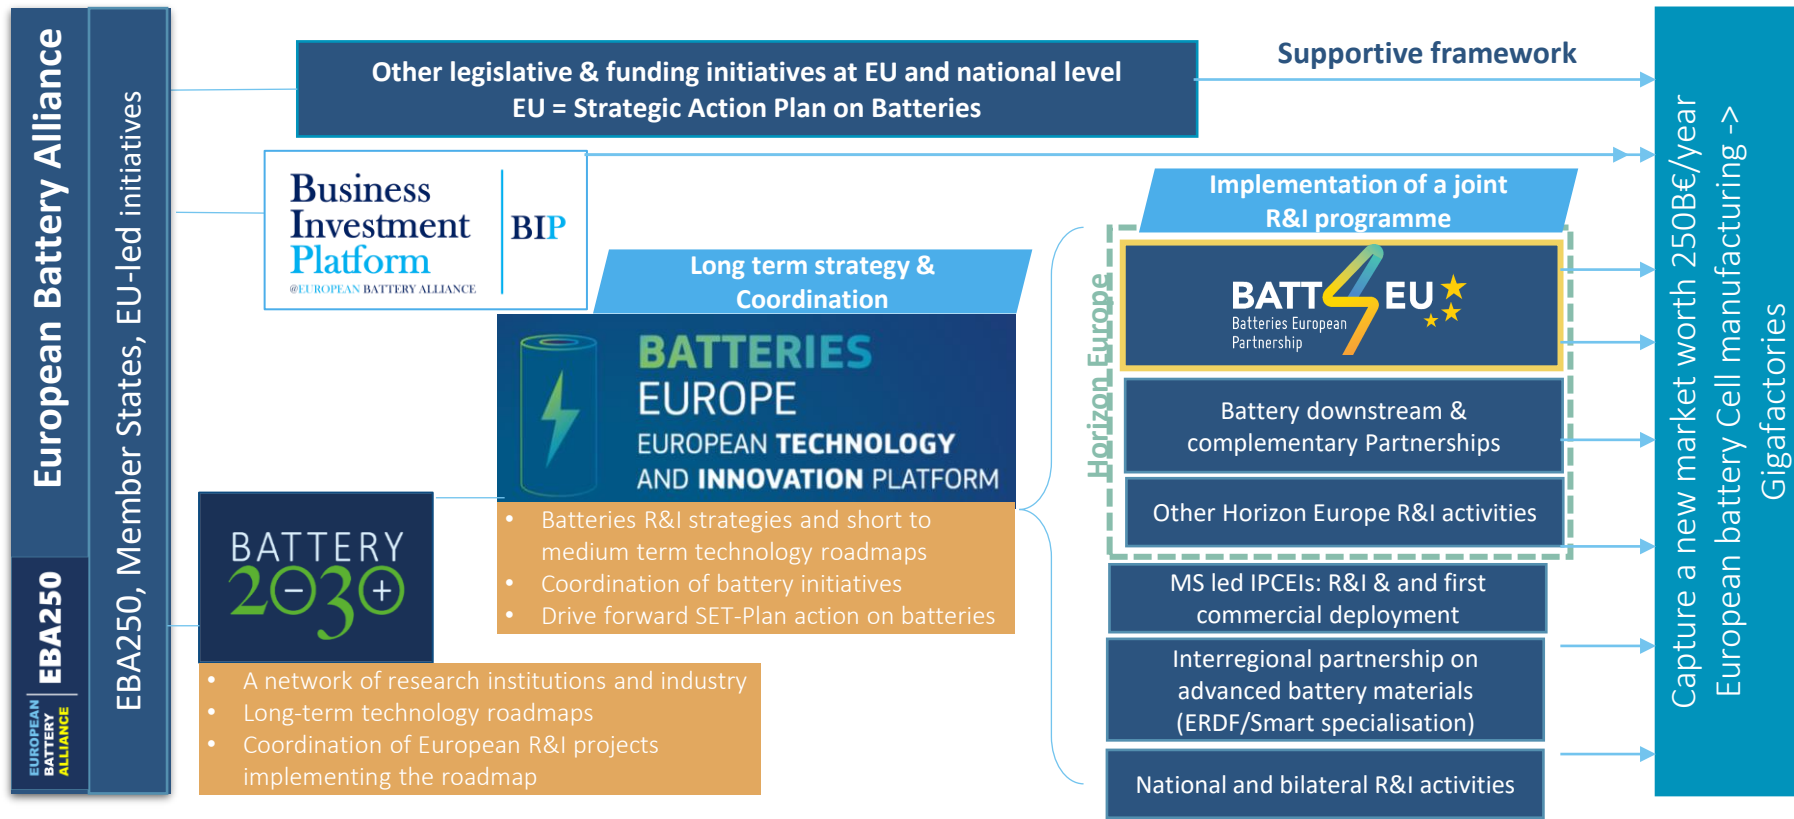 European Battery Alliance
EBA250
EUROPEAN
BATTERY
ALLIANCE
EBA250, Member States, EU-led initiatives
Other legislative & funding initiatives at EU and national level
EU = Strategic Action Plan on Batteries
Supportive framework
Business
Investment
Platform
@EUROPEAN BATTERY ALLIANCE
BIP
Long term strategy &
Coordination
BATTERIES
EUROPE
EUROPEAN TECHNOLOGY
AND INNOVATION PLATFORM
• Batteries R&I strategies and short to
medium term technology roadmaps
• Coordination of battery initiatives
• Drive forward SET-Plan action on batteries
BATTERY
2030+
• A network of research institutions and industry
• Long-term technology roadmaps
• Coordination of European R&I projects
implementing the roadmap
Implementation of a joint
R&I programme
Horizon Europe
BATT4EU
Batteries European
Partnership
Battery downstream &
complementary Partnerships
Other Horizon Europe R&I activities
MS led IPCEIs: R&I & and first
commercial deployment
Interregional partnership on
advanced battery materials
(ERDF/Smart specialisation)
National and bilateral R&I activities
Capture a new market worth 250B€/year
European battery Cell manufacturing ->
Gigafactories